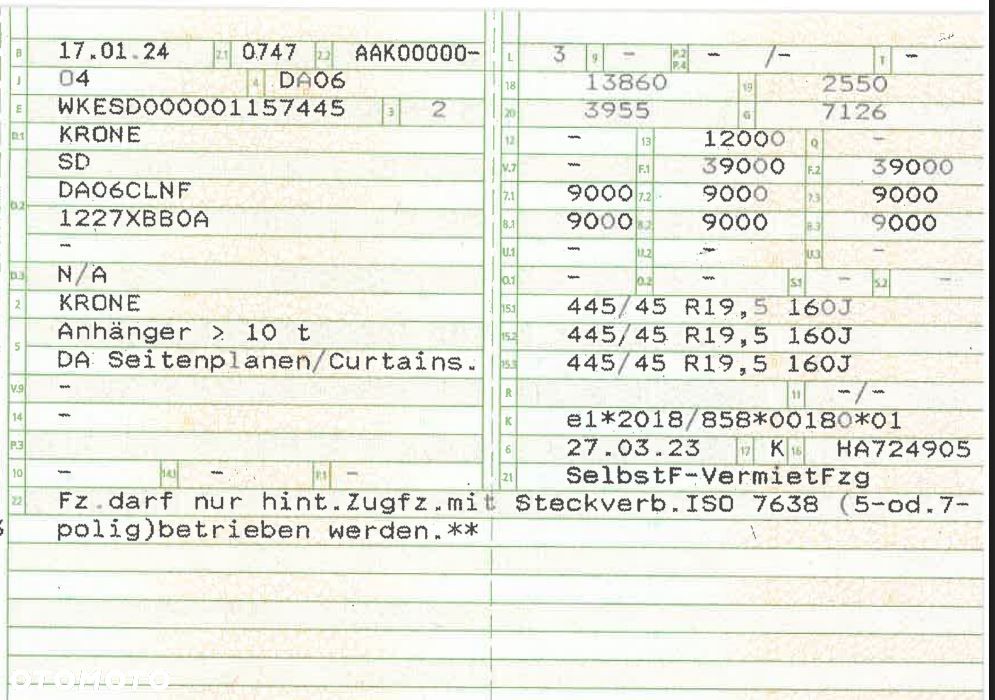 B 17.01.24 2.1 0747 2.2 AAK00000-
L 3 9 - P.2 P.4 - /- T -
J 04 4 DA06
18 13860 19 2550
E WKESD000001157445 3 2
20 3955 G 7126
D.1 KRONE
12 - 13 12000 Q -
SD
V.7 - F.1 39000 F.2 39000
D.2 DA06CLNF
7.1 9000 7.2 9000 7.3 9000
1227XBB0A
8.1 9000 8.2 9000 8.3 9000
-
U.1 - U.2 - U.3 -
D.3 N/A
O.1 - O.2 - S.1 - S.2 -
2 KRONE
15.1 445/45 R19,5 160J
5 Anhänger > 10 t
15.2 445/45 R19,5 160J
DA Seitenplanen/Curtains.
15.3 445/45 R19,5 160J
V.9 -
R 11 -/-
14 -
K e1*2018/858*00180*01
P.3
6 27.03.23 17 K 16 HA724905
10 - 14.1 - P.1 -
21 SelbstF-VermietFzg
22 Fz.darf nur hint.Zugfz.mit Steckverb.ISO 7638 (5-od.7-
polig)betrieben werden.**